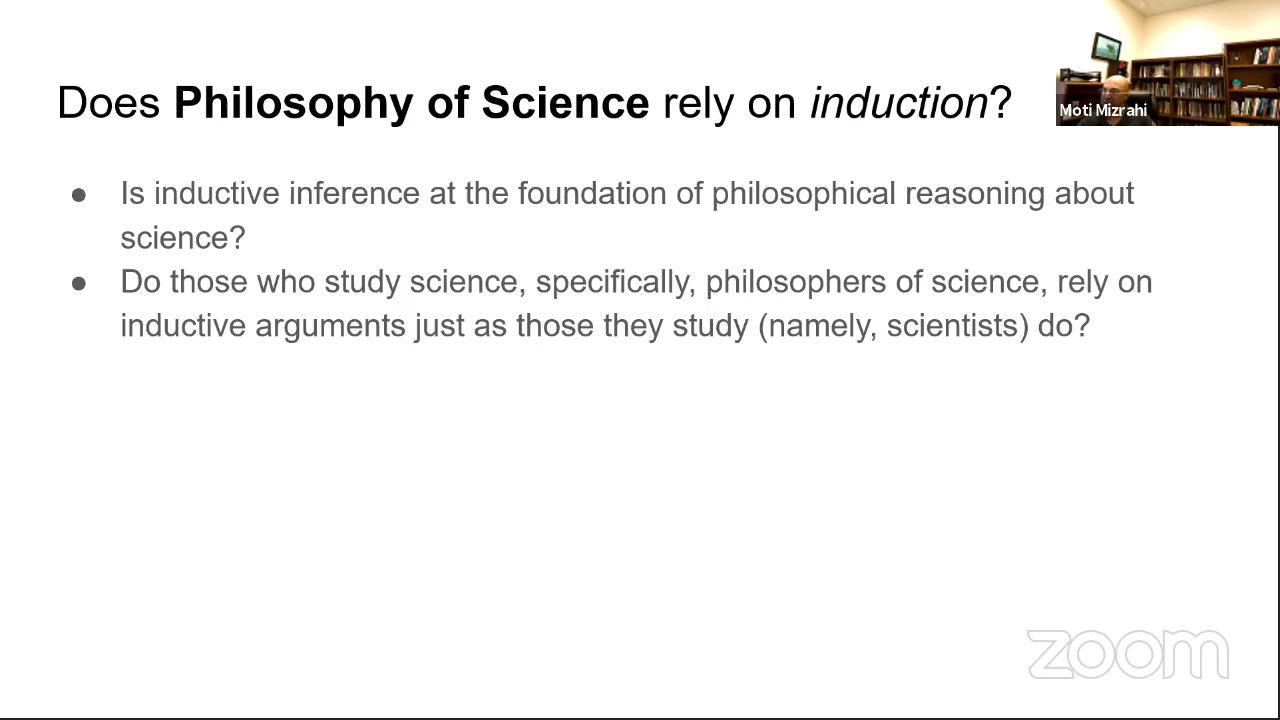 Does Philosophy of Science rely on induction?
Moti Mizrahi
● Is inductive inference at the foundation of philosophical reasoning about
science?
● Do those who study science, specifically, philosophers of science, rely on
inductive arguments just as those they study (namely, scientists) do?
zoom